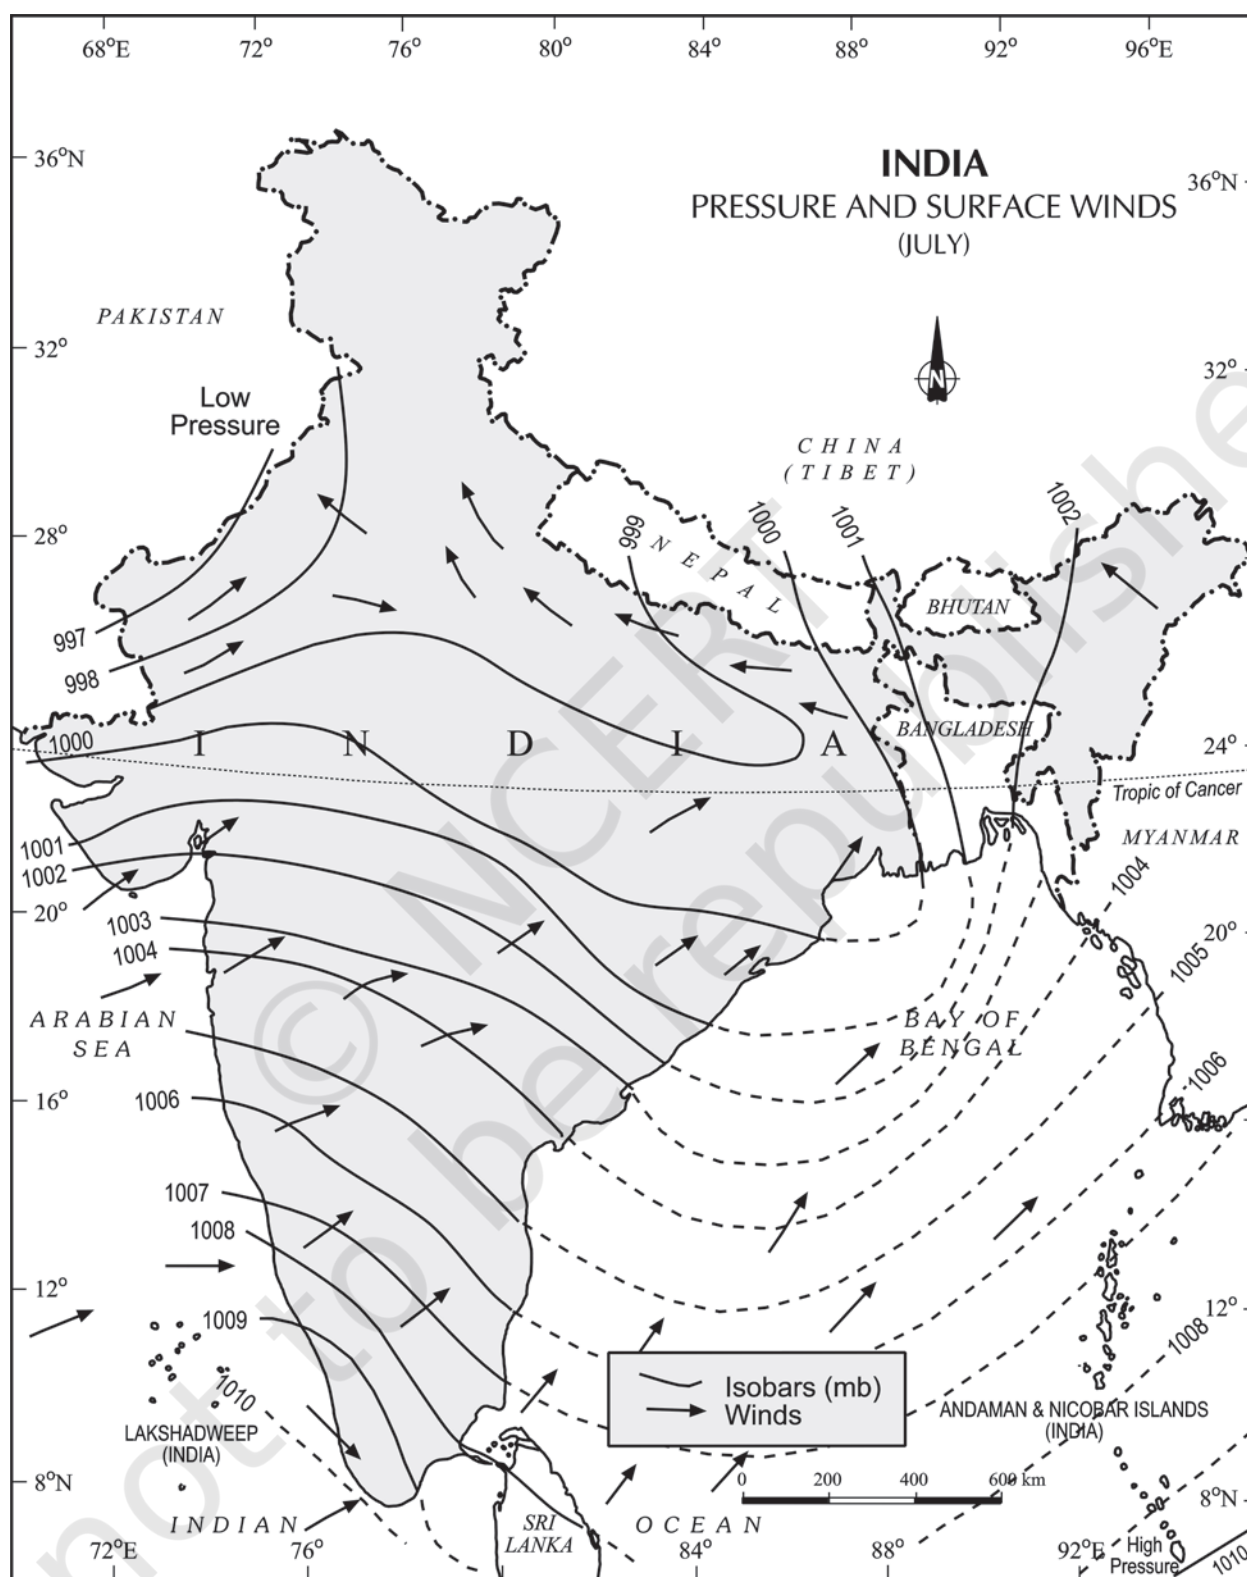 68°E 72° 76° 80° 84° 88° 92° 96°E
INDIA
PRESSURE AND SURFACE WINDS
(JULY)
36°N
36°N
PAKISTAN
32°
32°
N
Low
Pressure
CHINA
(TIBET)
28°
999
1000
1001
1002
NEPAL
BHUTAN
997
998
1000
INDIA
BANGLADESH
24°
Tropic of Cancer
MYANMAR
1001
1002
1003
1004
20°
20°
1004
1005
1006
ARABIAN
SEA
BAY OF
BENGAL
16°
1006
1007
1008
12°
12°
1009
1008
1010
Isobars (mb)
Winds
LAKSHADWEEP
(INDIA)
ANDAMAN & NICOBAR ISLANDS
(INDIA)
8°N
8°N
0 200 400 600 km
INDIAN OCEAN
SRI
LANKA
High
Pressure
1010
72°E 76° 84° 88° 92°E
© NCERT
not to be republished